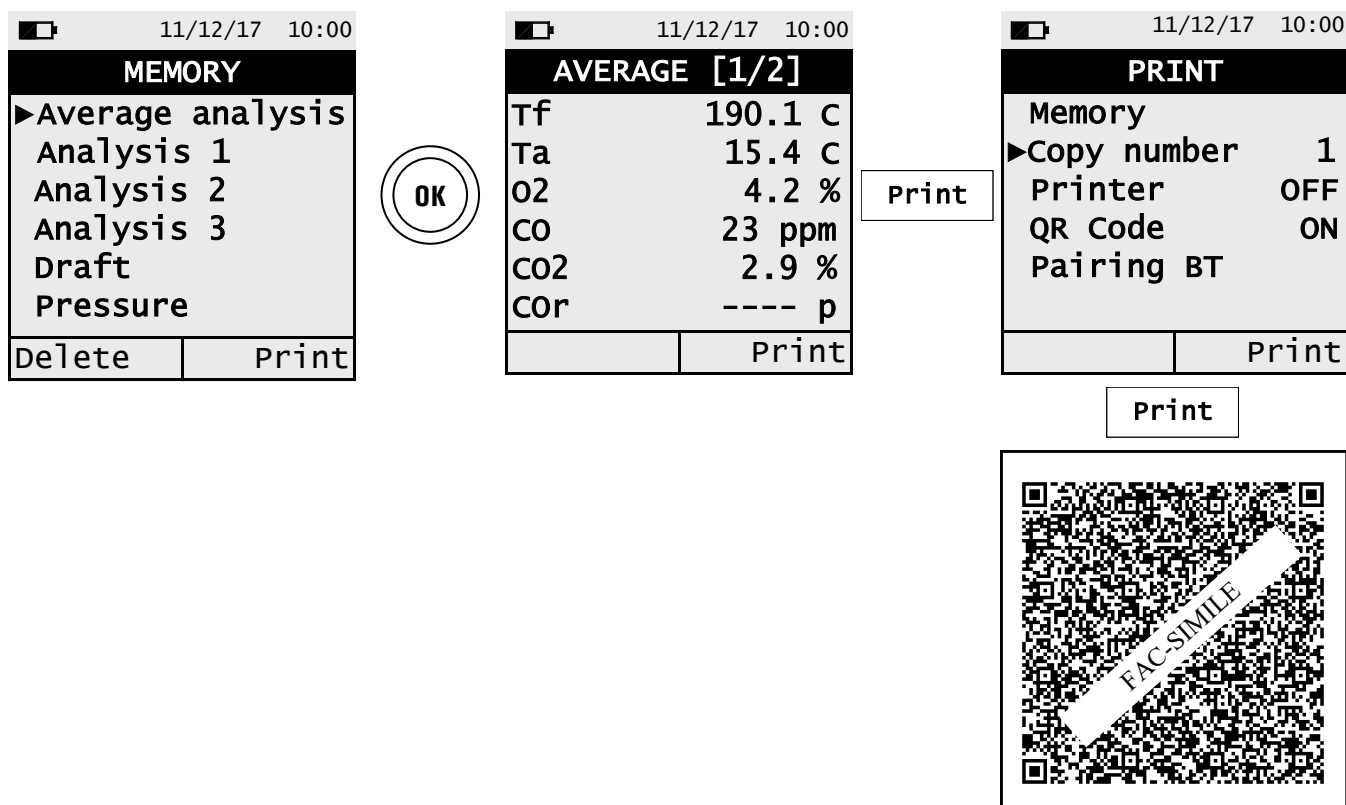 11/12/17 10:00
MEMORY
►Average analysis
Analysis 1
Analysis 2
Analysis 3
Draft
Pressure
Delete Print
OK
11/12/17 10:00
AVERAGE [1/2]
Tf 190.1 C
Ta 15.4 C
O2 4.2 %
CO 23 ppm
CO2 2.9 %
COr ---- p
Print
Print
11/12/17 10:00
PRINT
Memory
►Copy number 1
Printer OFF
QR Code ON
Pairing BT
Print
Print
FAC-SIMILE